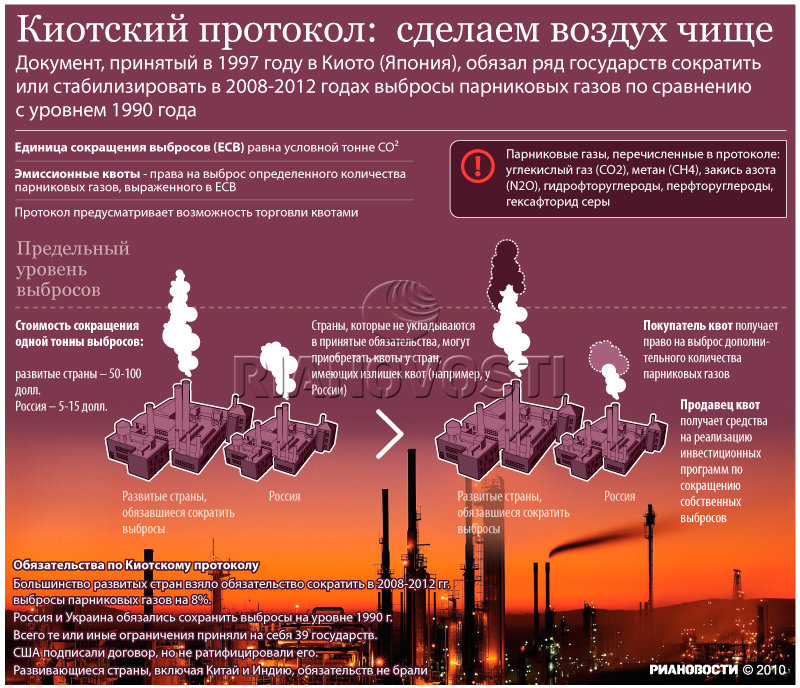 Киотский протокол: сделаем воздух чище
Документ, принятый в 1997 году в Киото (Япония), обязал ряд государств сократить
или стабилизировать в 2008-2012 годах выбросы парниковых газов по сравнению
с уровнем 1990 года
Единица сокращения выбросов (ЕСВ) равна условной тонне CO²
Эмиссионные квоты - права на выброс определенного количества
парниковых газов, выраженного в ЕСВ
Протокол предусматривает возможность торговли квотами
Парниковые газы, перечисленные в протоколе:
углекислый газ (CO2), метан (CH4), закись азота
(N2O), гидрофторуглероды, перфторуглероды,
гексафторид серы
Предельный
уровень
выбросов
Стоимость сокращения
одной тонны выбросов:
развитые страны – 50-100
долл.
Россия – 5-15 долл.
Страны, которые не укладываются
в принятые обязательства, могут
приобретать квоты у стран,
имеющих излишек квот (например, у
России)
Покупатель квот получает
право на выброс дополни-
тельного количества
парниковых газов
Продавец квот
получает средства
на реализацию
инвестиционных
программ по
сокращению
собственных
выбросов
RIANOVOSTI
Развитые страны,
обязавшиеся сократить
выбросы
Россия
Развитые страны,
обязавшиеся сократить
выбросы
Россия
Обязательства по Киотскому протоколу
Большинство развитых стран взяло обязательство сократить в 2008-2012 гг.
выбросы парниковых газов на 8%.
Россия и Украина обязались сохранить выбросы на уровне 1990 г.
Всего те или иные ограничения приняли на себя 39 государств.
США подписали договор, но не ратифицировали его.
Развивающиеся страны, включая Китай и Индию, обязательств не брали
РИАНОВОСТИ © 2010